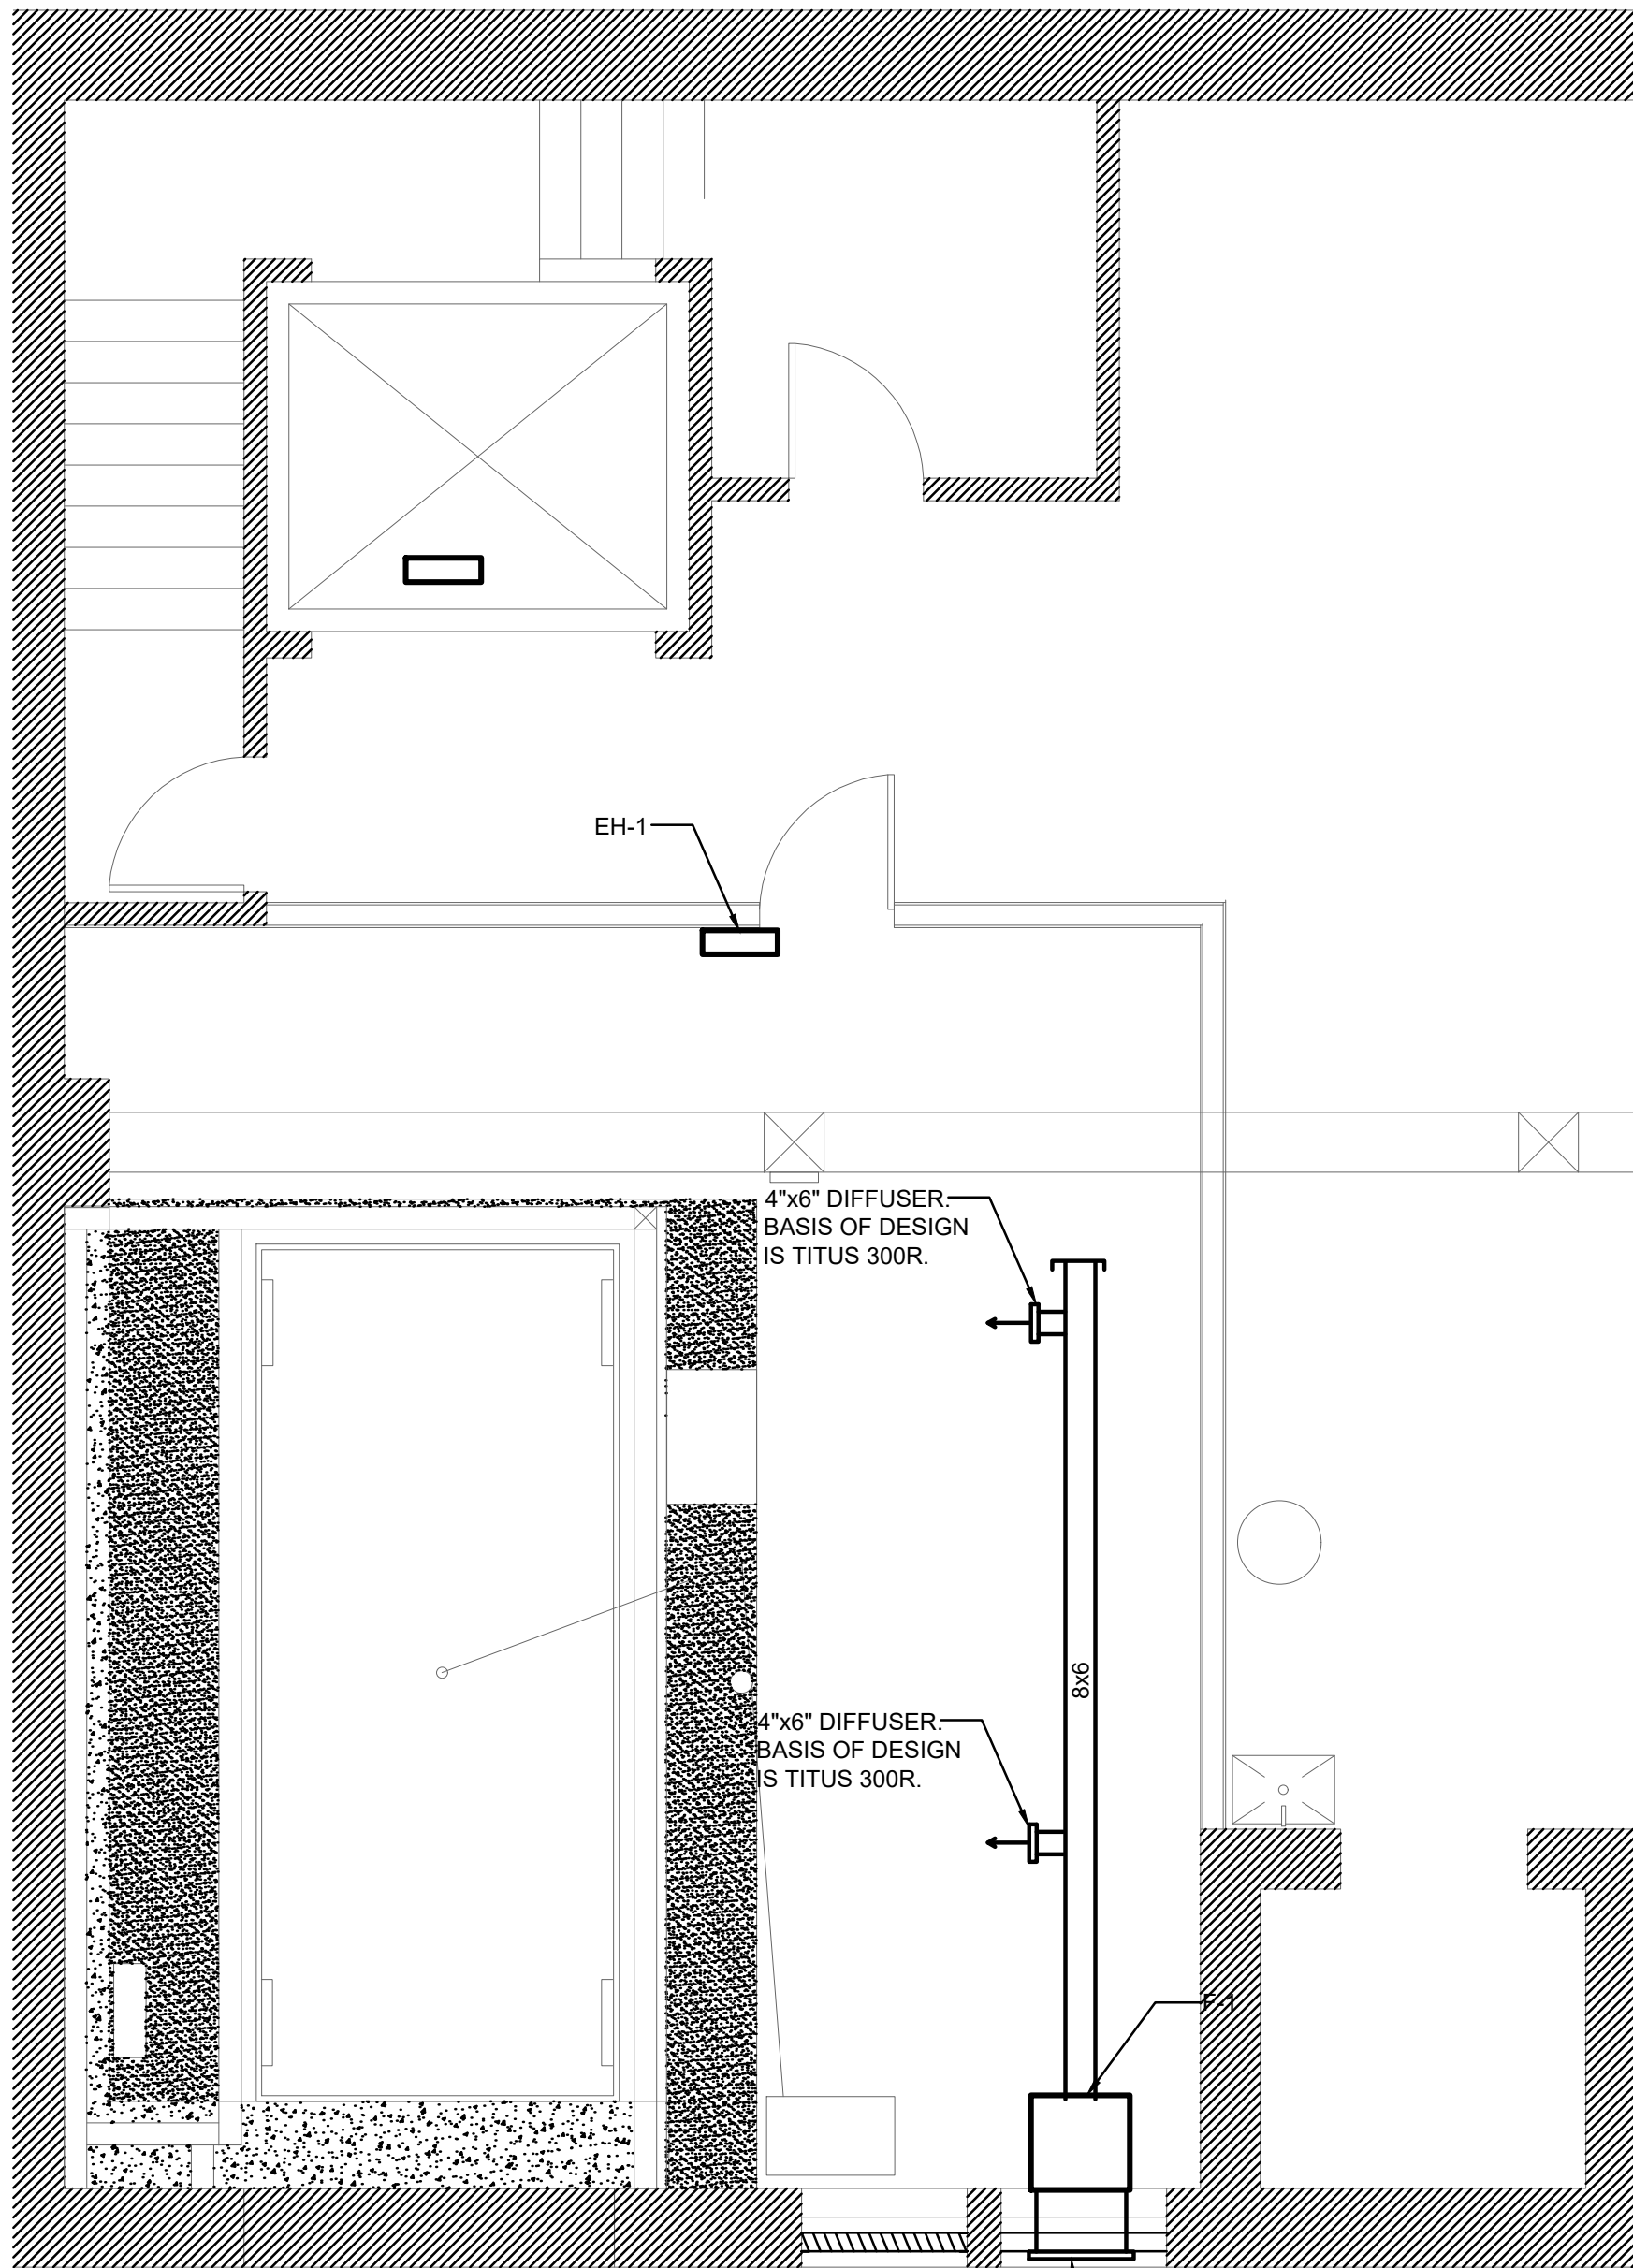 EH-1
4"x6" DIFFUSER.
BASIS OF DESIGN
IS TITUS 300R.
8x6
4"x6" DIFFUSER.
BASIS OF DESIGN
IS TITUS 300R.
F-1